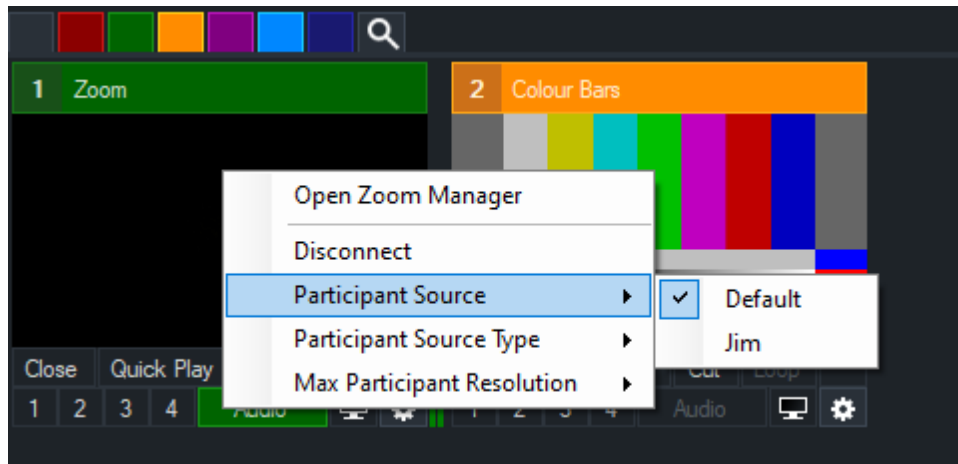 1 Zoom
2 Colour Bars
Open Zoom Manager
Disconnect
Participant Source
Default
Participant Source Type
Jim
Max Participant Resolution
Close Quick Play
Cut Loop
1 2 3 4 Audio
1 2 3 4 Audio